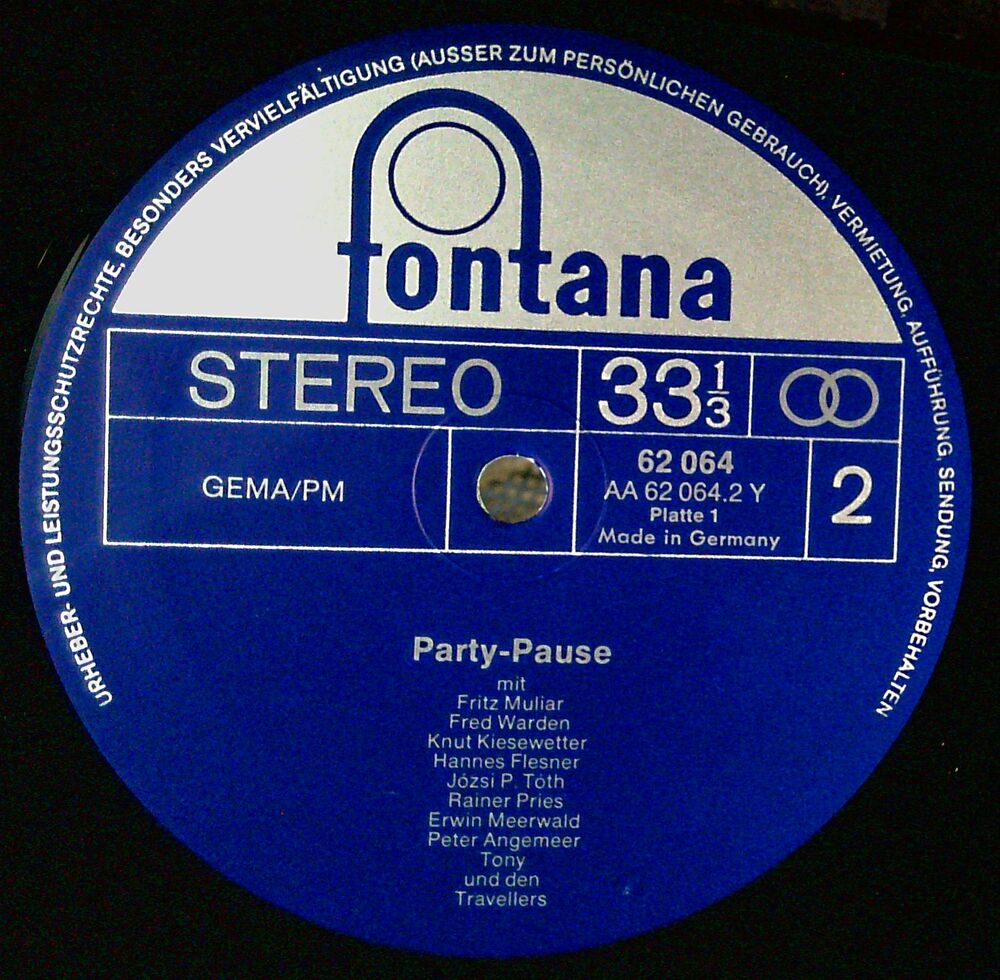 URHEBER- UND LEISTUNGSSCHUTZRECHTE, BESONDERS VERVIELFÄLTIGUNG (AUSSER ZUM PERSÖNLICHEN GEBRAUCH), VERMIETUNG, AUFFÜHRUNG, SENDUNG, VORBEHALTEN
fontana
STEREO
33 1/3
GEMA/PM
62 064
AA 62 064.2 Y
Platte 1
Made in Germany
2
Party-Pause
mit
Fritz Muliar
Fred Warden
Knut Kiesewetter
Hannes Flesner
Józsi P. Tóth
Rainer Pries
Erwin Meerwald
Peter Angemeer
Tony
und den
Travellers